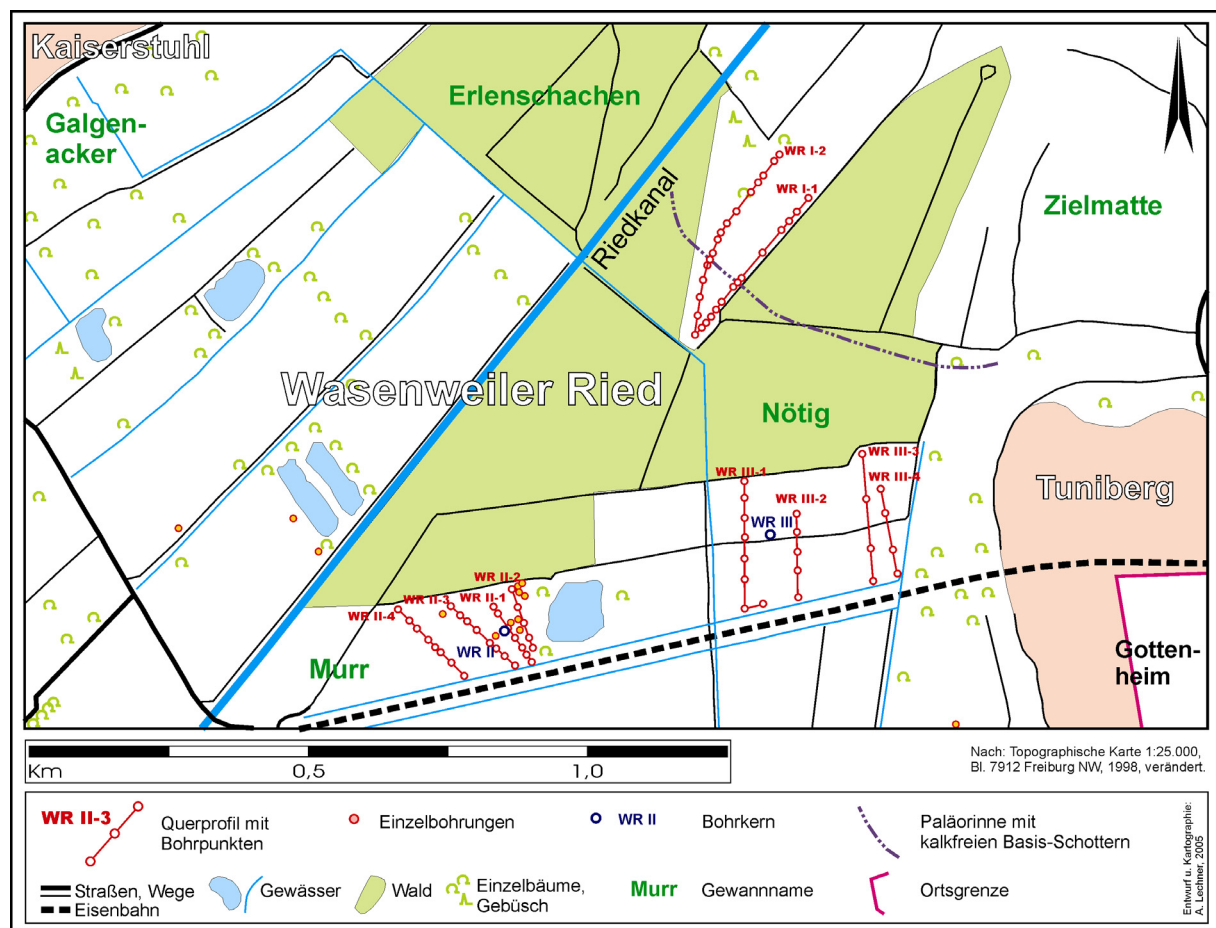 Kaiserstuhl
Erlenschachen
Galgen-
acker
WR I-2
WR I-1
Riedkanal
Zielmatte
Wasenweiler Ried
Nötig
WR III-3
WR III-1
WR III-4
Tuniberg
WR III-2
WR III
WR II-2
WR II-3
WR II-1
WR II-4
WR II
Murr
Gotten-
heim
Km
0,5
1,0
Nach: Topographische Karte 1:25.000,
Bl. 7912 Freiburg NW, 1998, verändert.
WR II-3
Querprofil mit
Bohrpunkten
Einzelbohrungen
WR II
Bohrkern
Paläorinne mit
kalkfreien Basis-Schottern
Straßen, Wege
Eisenbahn
Gewässer
Wald
Einzelbäume,
Gebüsch
Murr
Gewannname
Ortsgrenze
Entwurf u. Kartographie:
A. Lechner, 2005